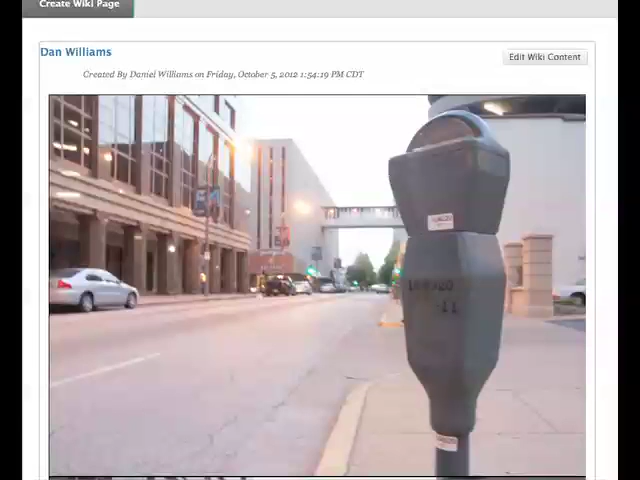 Create Wiki Page
Dan Williams
Edit Wiki Content
Created By Daniel Williams on Friday, October 5, 2012 1:54:19 PM CDT